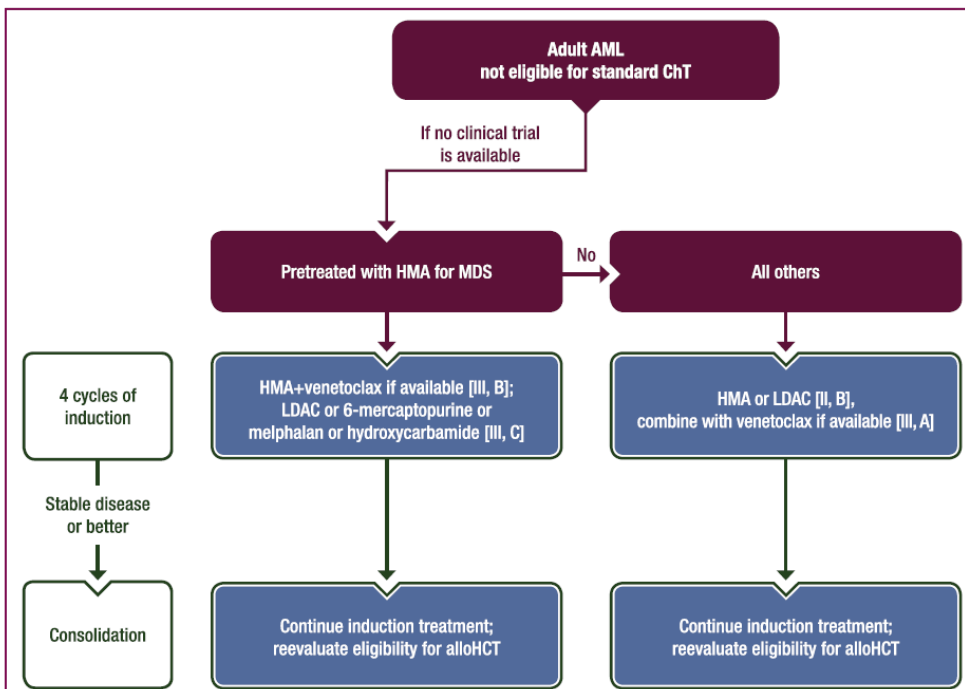 Adult AML
not eligible for standard ChT
If no clinical trial
is available
Pretreated with HMA for MDS
No
All others
4 cycles of
induction
HMA+venetoclax if available [III, B];
LDAC or 6-mercaptopurine or
melphalan or hydroxycarbamide [III, C]
HMA or LDAC [II, B],
combine with venetoclax if available [III, A]
Stable disease
or better
Consolidation
Continue induction treatment;
reevaluate eligibility for alloHCT
Continue induction treatment;
reevaluate eligibility for alloHCT